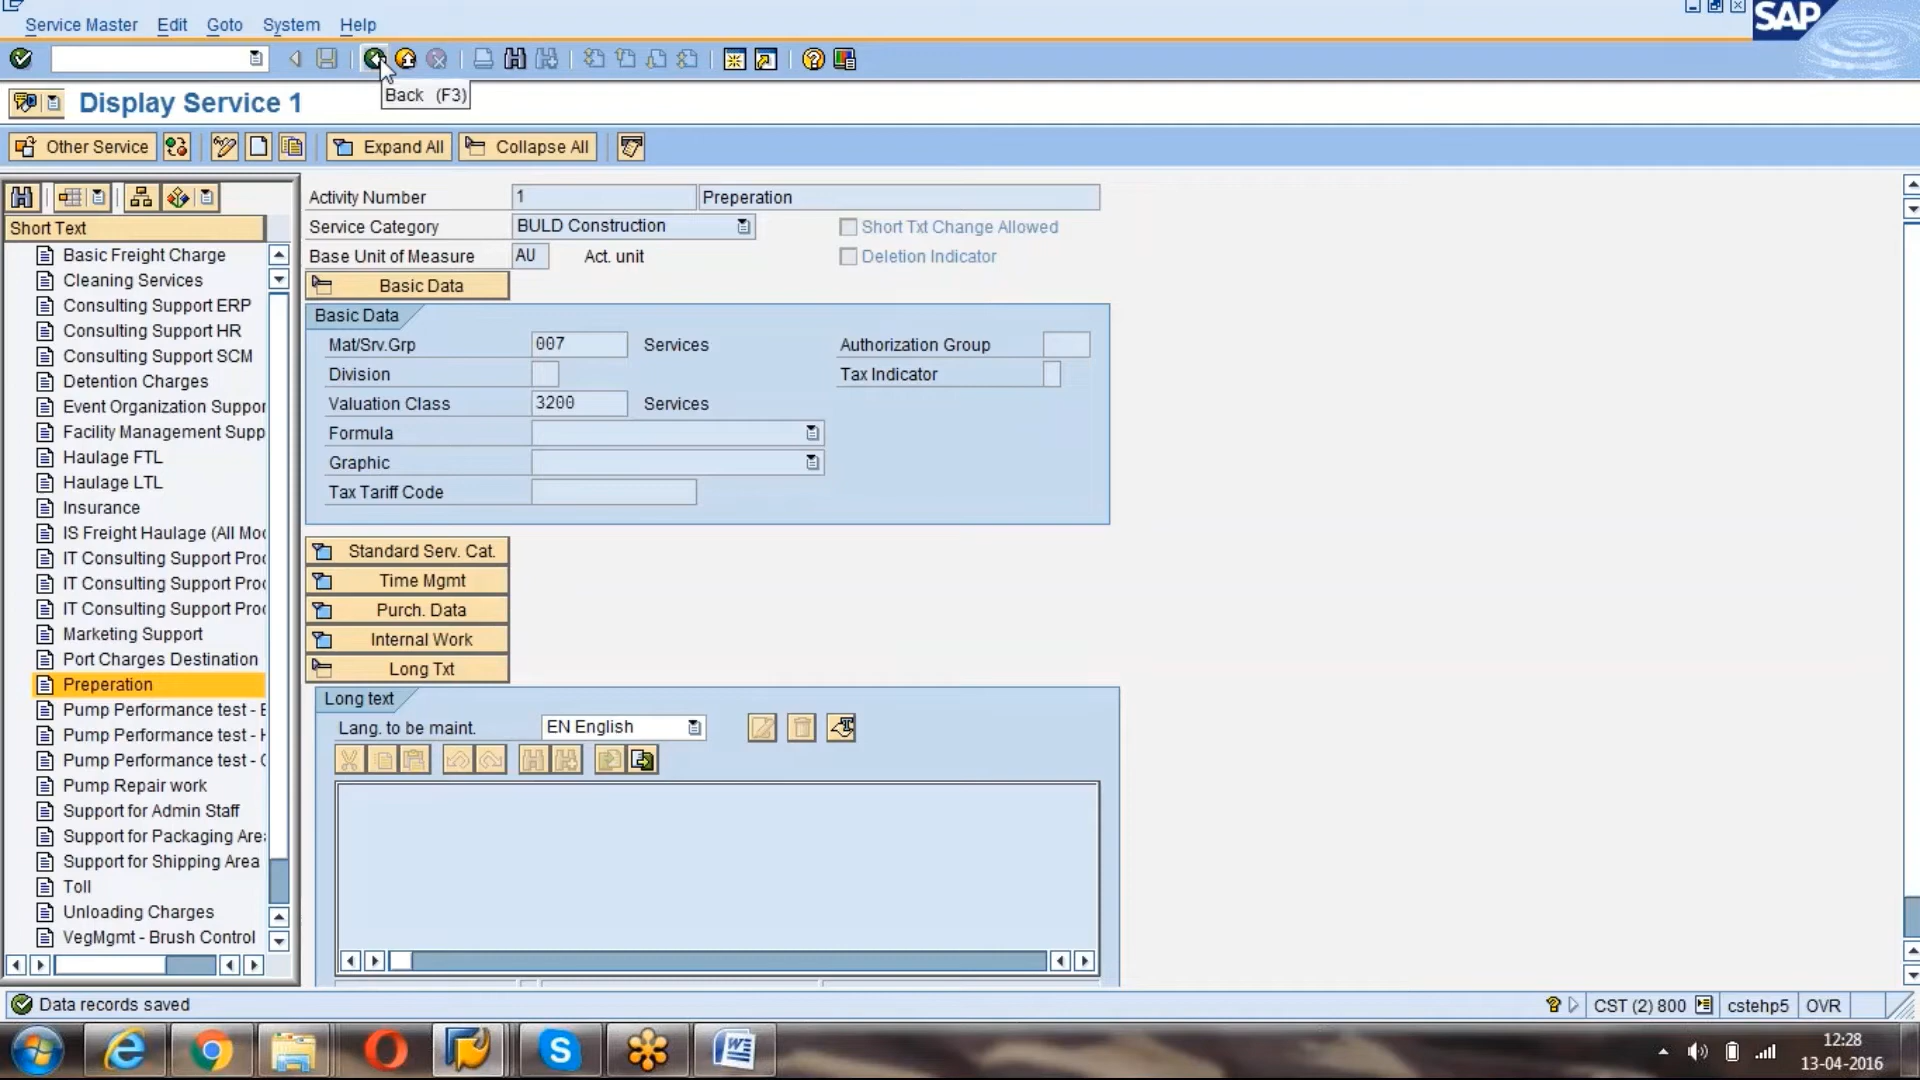 Service Master Edit Goto System Help
SAP
Back (F3)
Display Service 1
Other Service Expand All Collapse All
Short Text
Basic Freight Charge
Cleaning Services
Consulting Support ERP
Consulting Support HR
Consulting Support SCM
Detention Charges
Event Organization Suppor
Facility Management Supp
Haulage FTL
Haulage LTL
Insurance
IS Freight Haulage (All Mod
IT Consulting Support Proc
IT Consulting Support Proc
IT Consulting Support Proc
Marketing Support
Port Charges Destination
Preperation
Pump Performance test - E
Pump Performance test - H
Pump Performance test - C
Pump Repair work
Support for Admin Staff
Support for Packaging Area
Support for Shipping Area
Toll
Unloading Charges
VegMgmt - Brush Control
Activity Number 1 Preperation
Service Category BULD Construction Short Txt Change Allowed
Base Unit of Measure AU Act. unit Deletion Indicator
Basic Data
Basic Data
Mat/Srv.Grp 007 Services Authorization Group
Division Tax Indicator
Valuation Class 3200 Services
Formula
Graphic
Tax Tariff Code
Standard Serv. Cat.
Time Mgmt
Purch. Data
Internal Work
Long Txt
Long text
Lang. to be maint. EN English
Data records saved
CST (2) 800 cstehp5 OVR
12:28
13-04-2016